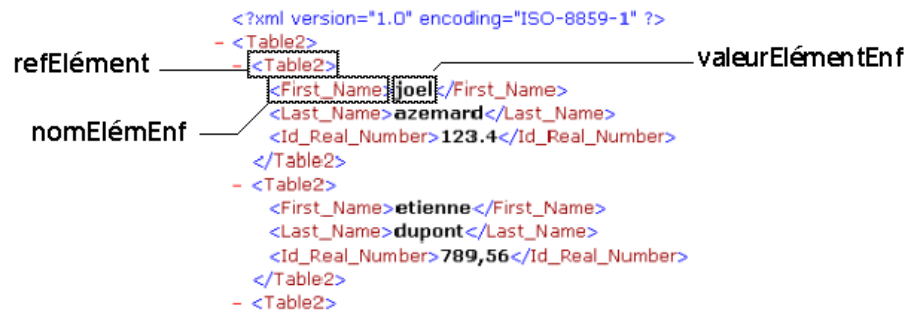 <?xml version="1.0" encoding="ISO-8859-1" ?>
- <Table2>
refElément
- <Table2>
valeurElémentEnf
<First_Name>joel</First_Name>
nomElémEnf
<Last_Name>azemard</Last_Name>
<Id_Real_Number>123.4</Id_Real_Number>
</Table2>
- <Table2>
<First_Name>etienne</First_Name>
<Last_Name>dupont</Last_Name>
<Id_Real_Number>789,56</Id_Real_Number>
</Table2>
- <Table2>